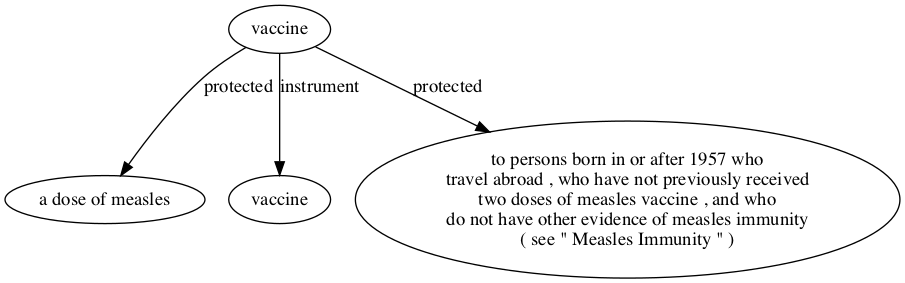 vaccine
protected
instrument
protected
a dose of measles
vaccine
to persons born in or after 1957 who
travel abroad , who have not previously received
two doses of measles vaccine , and who
do not have other evidence of measles immunity
( see " Measles Immunity " )